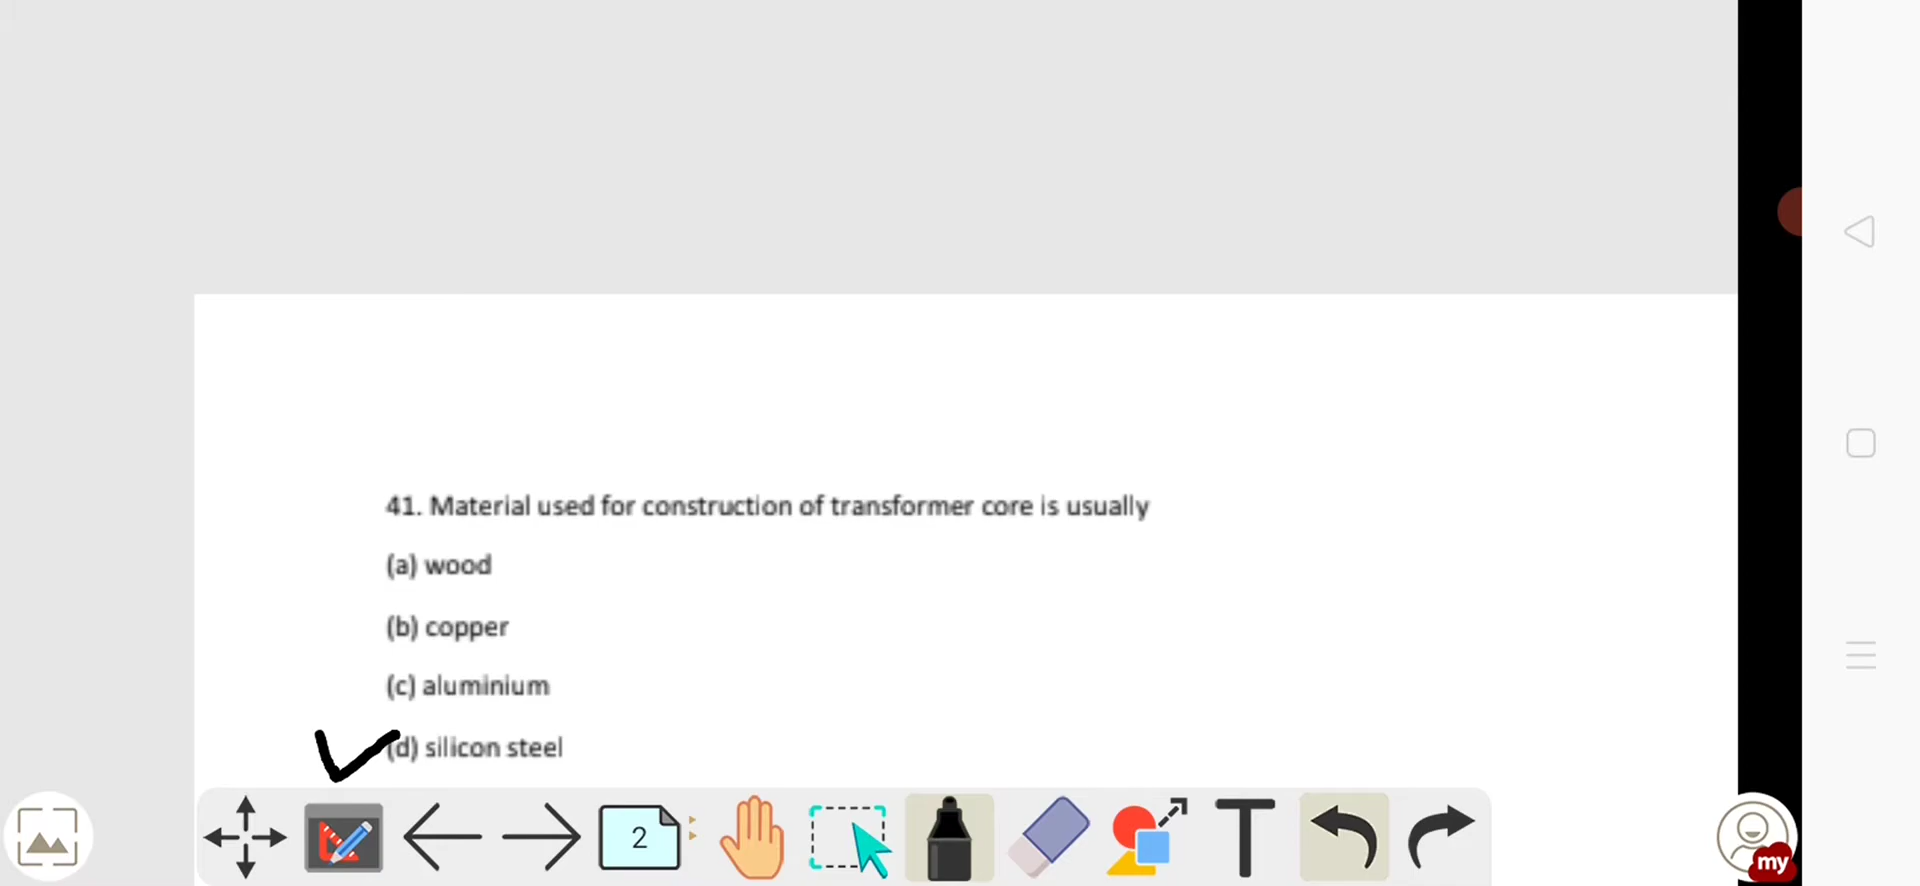 41. Material used for construction of transformer core is usually
(a) wood
(b) copper
(c) aluminium
(d) silicon steel
2
T
my